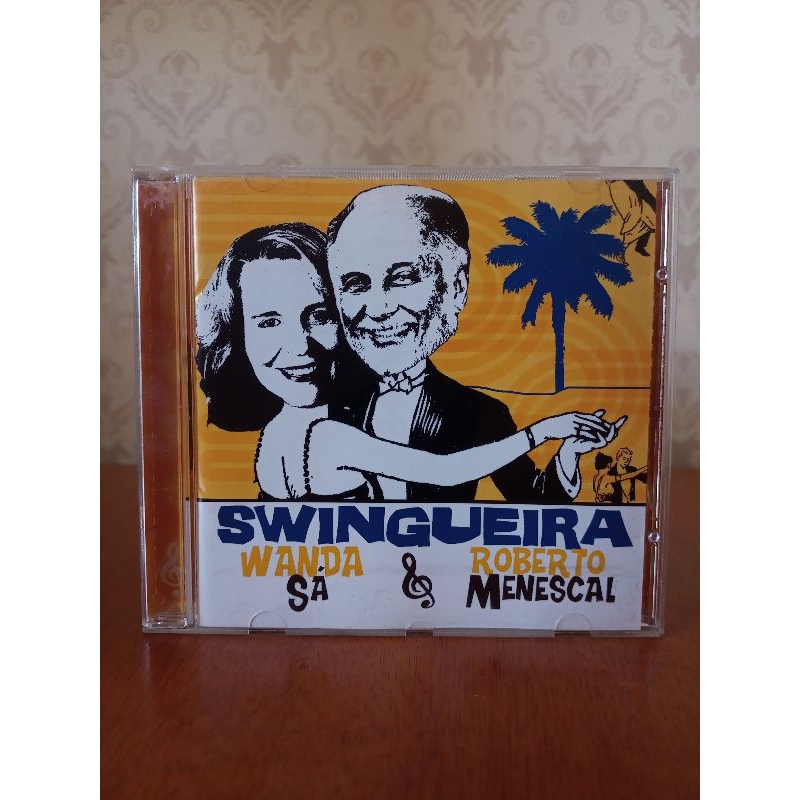 SWINGUEIRA
WANDA ROBERTO
SÁ & MENESCAL